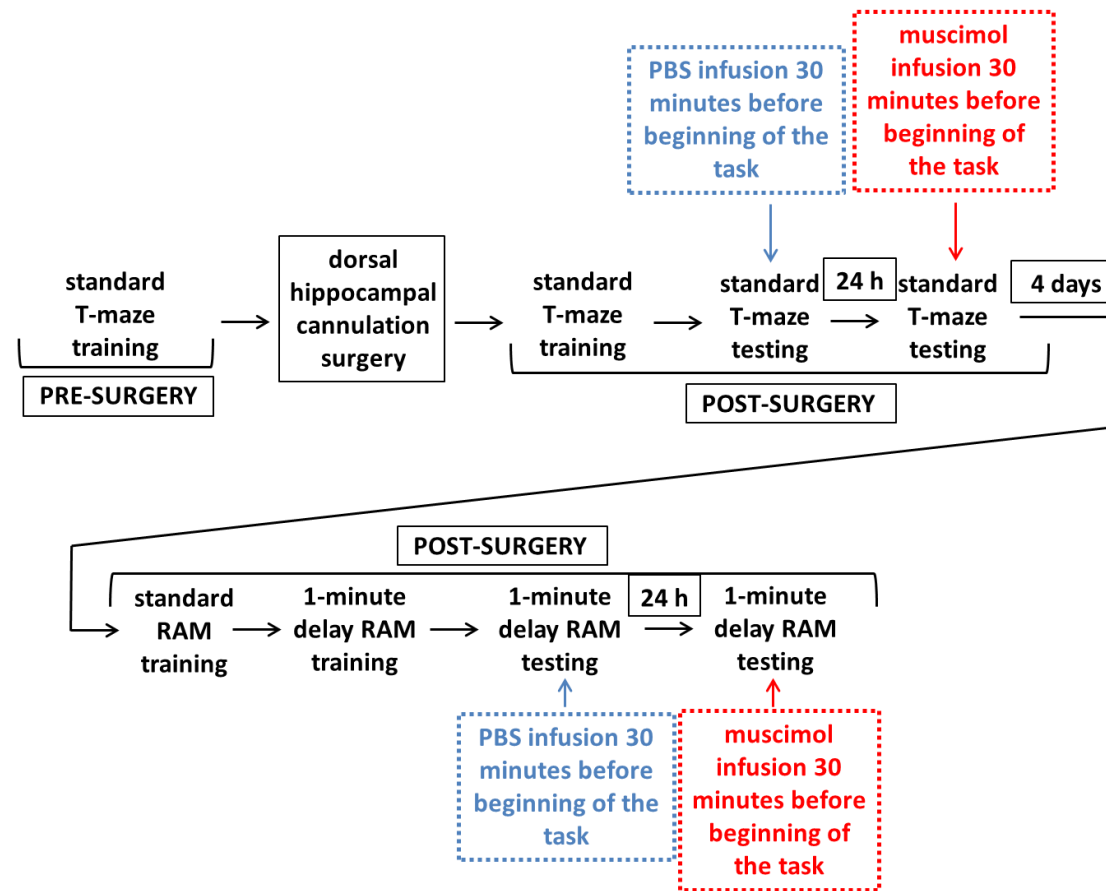 PBS infusion 30
minutes before
beginning of the
task
muscimol
infusion 30
minutes before
beginning of
the task
standard
T-maze
training
PRE-SURGERY
dorsal
hippocampal
cannulation
surgery
standard
T-maze
training
standard
T-maze
testing
24 h
standard
T-maze
testing
4 days
POST-SURGERY
POST-SURGERY
standard
RAM
training
1-minute
delay RAM
training
1-minute
delay RAM
testing
24 h
1-minute
delay RAM
testing
PBS infusion 30
minutes before
beginning of the
task
muscimol
infusion 30
minutes before
beginning of
the task